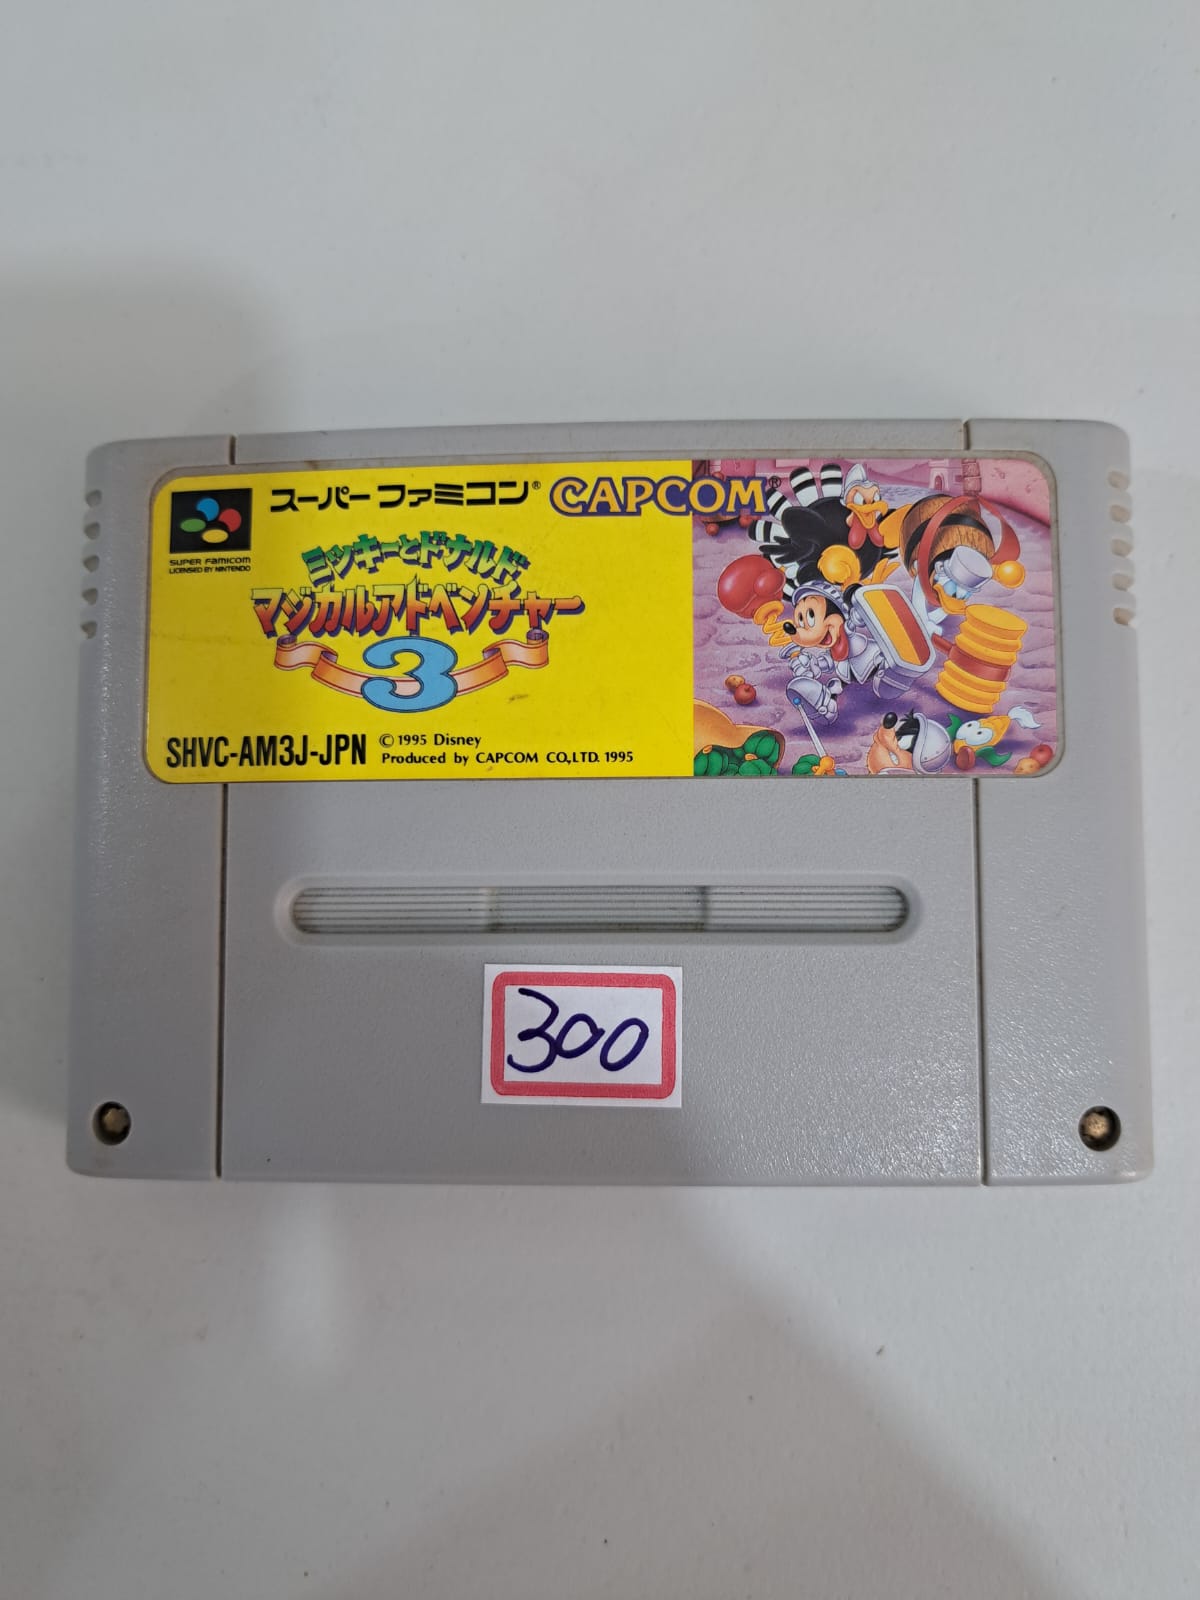 スーパーファミコン® CAPCOM®
SUPER FAMICOM
LICENSED BY NINTENDO
ミッキーとドナルド
マジカルアドベンチャー
3
SHVC-AM3J-JPN
© 1995 Disney
Produced by CAPCOM CO.,LTD. 1995
300